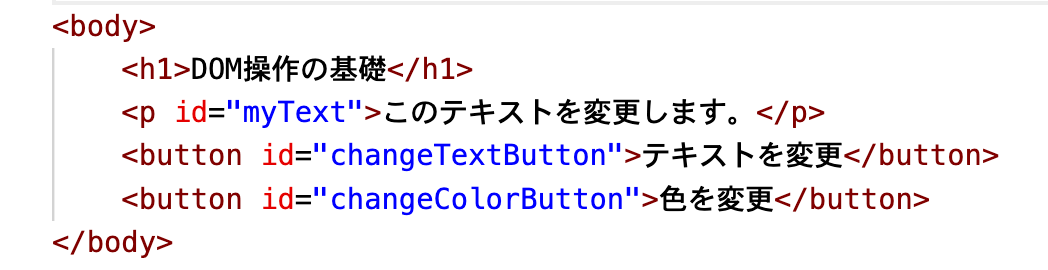 <body>
<h1>DOM操作の基礎</h1>
<p id="myText">このテキストを変更します。</p>
<button id="changeTextButton">テキストを変更</button>
<button id="changeColorButton">色を変更</button>
</body>